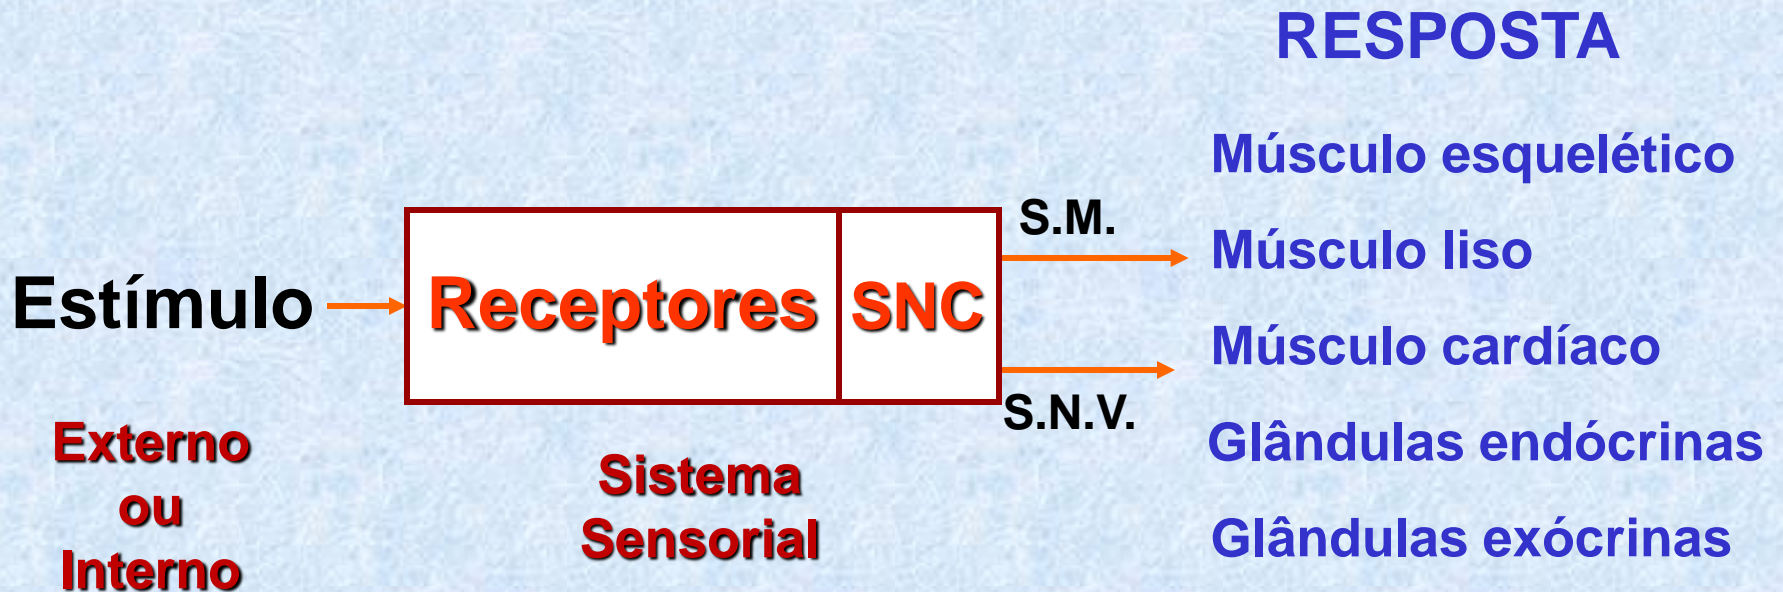 RESPOSTA
Músculo esquelético
S.M.
Músculo liso
Estímulo
Receptores
SNC
Músculo cardíaco
S.N.V.
Externo
ou
Interno
Sistema
Sensorial
Glândulas endócrinas
Glândulas exócrinas